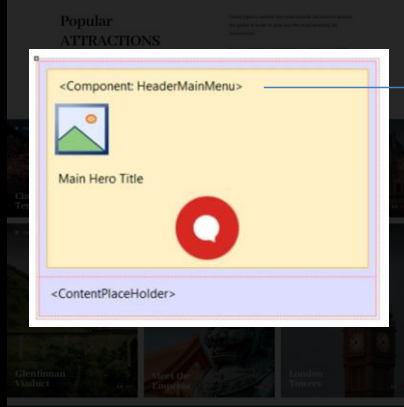 Popular
ATTRACTIONS
<Component: HeaderMainMenu>
Main Hero Title
<ContentPlaceHolder>
Glenfinnan
Viaduct
Meet the
Emperor
London
Towers